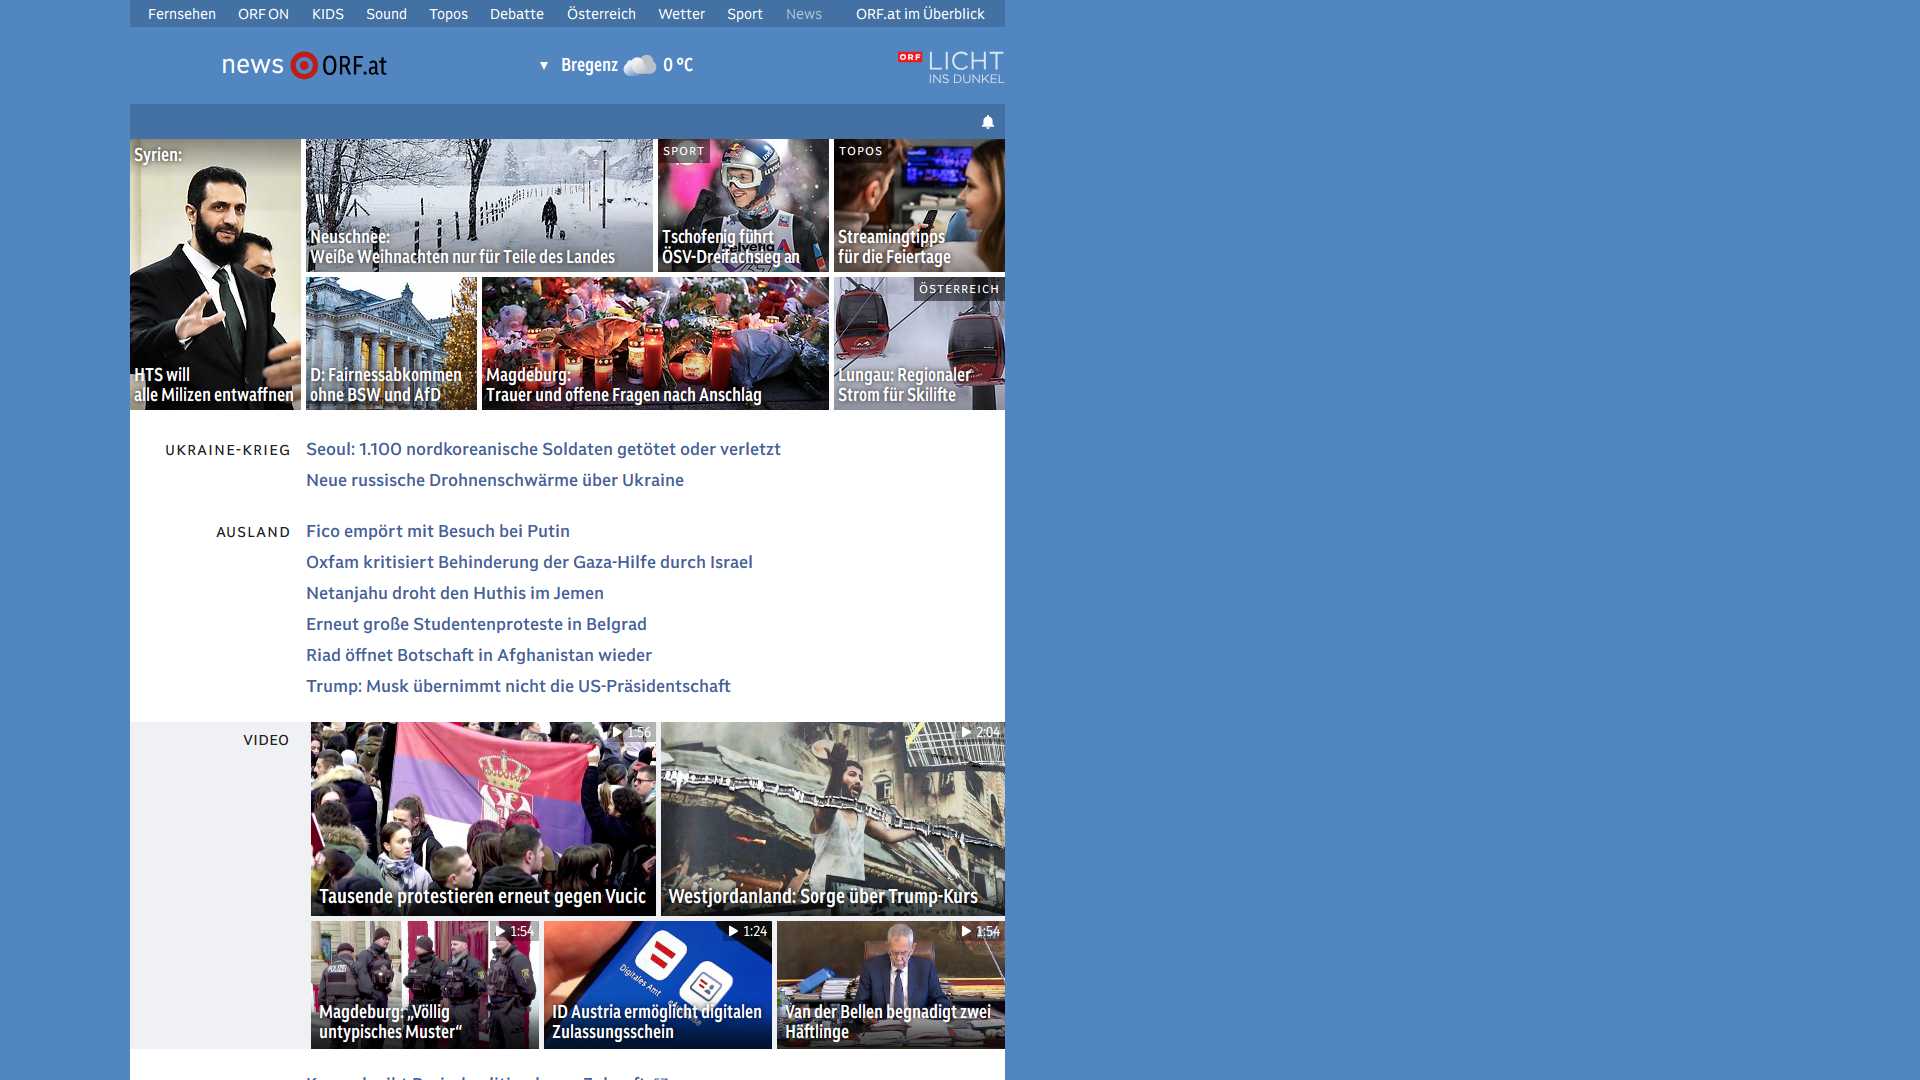 Fernsehen ORF ON KIDS Sound Topos Debatte Österreich Wetter Sport News ORF.at im Überblick
news ORF.at
▼ Bregenz 0 °C
ORF LICHT
INS DUNKEL
Syrien:
HTS will
alle Milizen entwaffnen
Neuschnee:
Weiße Weihnachten nur für Teile des Landes
SPORT
Tschofenig führt
ÖSV-Dreifachsieg an
TOPOS
Streamingtipps
für die Feiertage
D: Fairnessabkommen
ohne BSW und AfD
Magdeburg:
Trauer und offene Fragen nach Anschlag
ÖSTERREICH
Lungau: Regionaler
Strom für Skilifte
UKRAINE-KRIEG
Seoul: 1.100 nordkoreanische Soldaten getötet oder verletzt
Neue russische Drohnenschwärme über Ukraine
AUSLAND
Fico empört mit Besuch bei Putin
Oxfam kritisiert Behinderung der Gaza-Hilfe durch Israel
Netanjahu droht den Huthis im Jemen
Erneut große Studentenproteste in Belgrad
Riad öffnet Botschaft in Afghanistan wieder
Trump: Musk übernimmt nicht die US-Präsidentschaft
VIDEO
1:56
Tausende protestieren erneut gegen Vucic
2:04
Westjordanland: Sorge über Trump-Kurs
1:54
POLIZEI
Magdeburg: „Völlig
untypisches Muster“
1:24
Digitales Amt
ID Austria ermöglicht digitalen
Zulassungsschein
1:54
Van der Bellen begnadigt zwei
Häftlinge